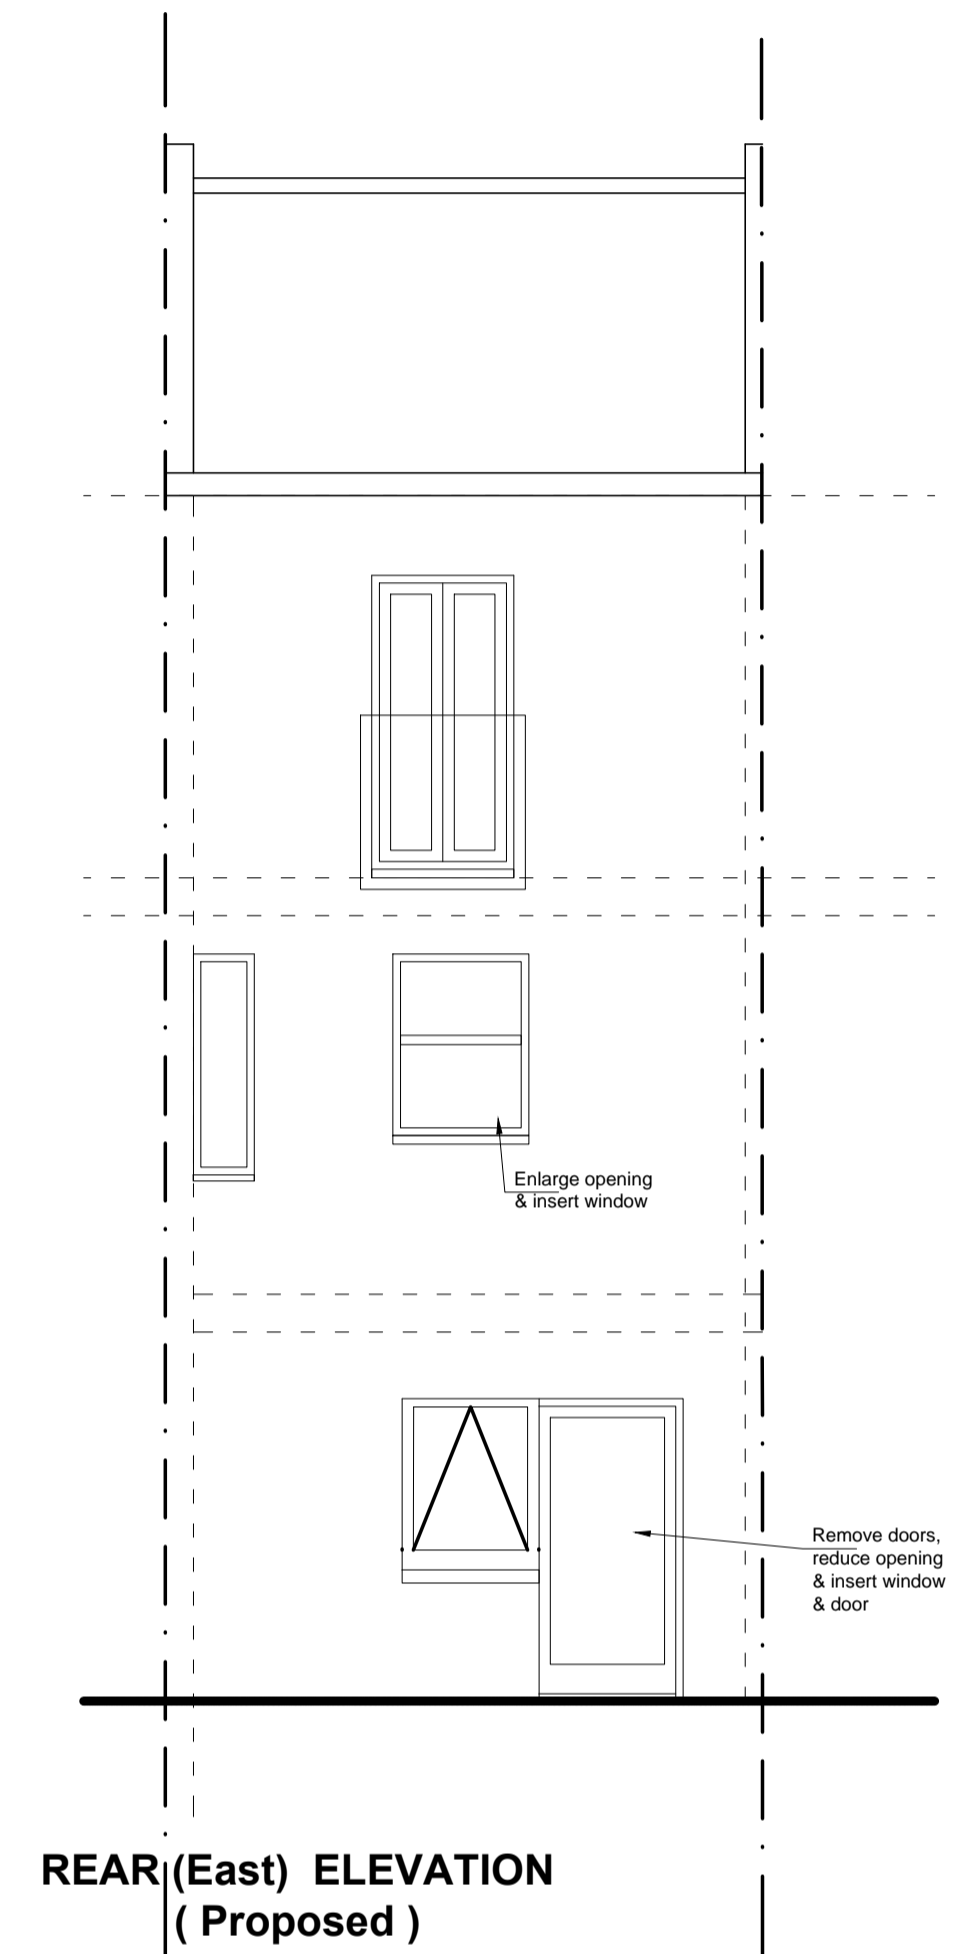 Enlarge opening
& insert window
Remove doors,
reduce opening
& insert window
& door
REAR (East) ELEVATION
( Proposed )